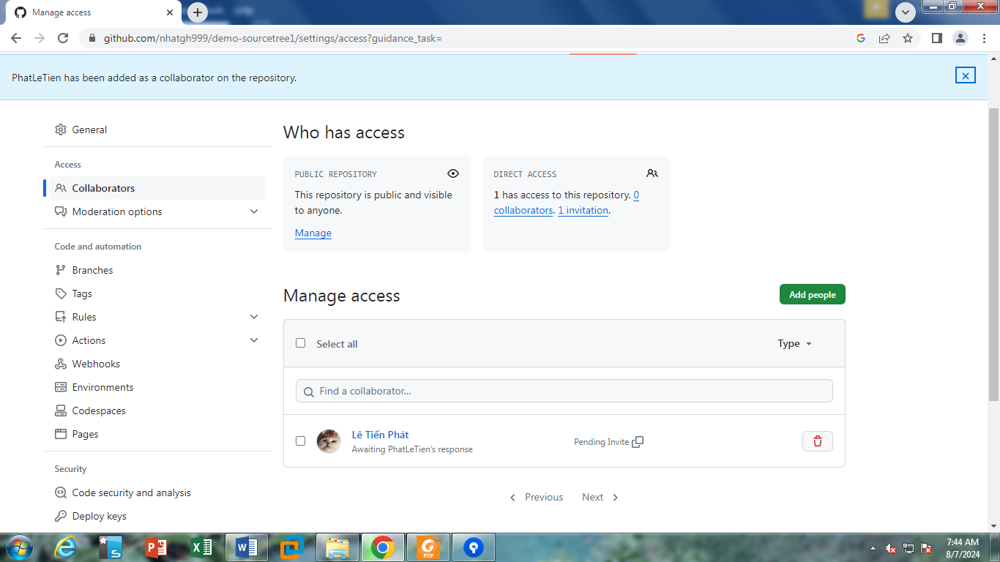 Manage access
github.com/nhatgh999/demo-sourcetree1/settings/access?guidance_task=
PhatLeTien has been added as a collaborator on the repository.
General
Access
Collaborators
Moderation options
Code and automation
Branches
Tags
Rules
Actions
Webhooks
Environments
Codespaces
Pages
Security
Code security and analysis
Deploy keys
Who has access
PUBLIC REPOSITORY
This repository is public and visible
to anyone.
Manage
DIRECT ACCESS
1 has access to this repository. 0
collaborators. 1 invitation.
Manage access
Add people
Select all
Type
Find a collaborator...
Lê Tiến Phát
Awaiting PhatLeTien's response
Pending Invite
Previous
Next
7:44 AM
8/7/2024